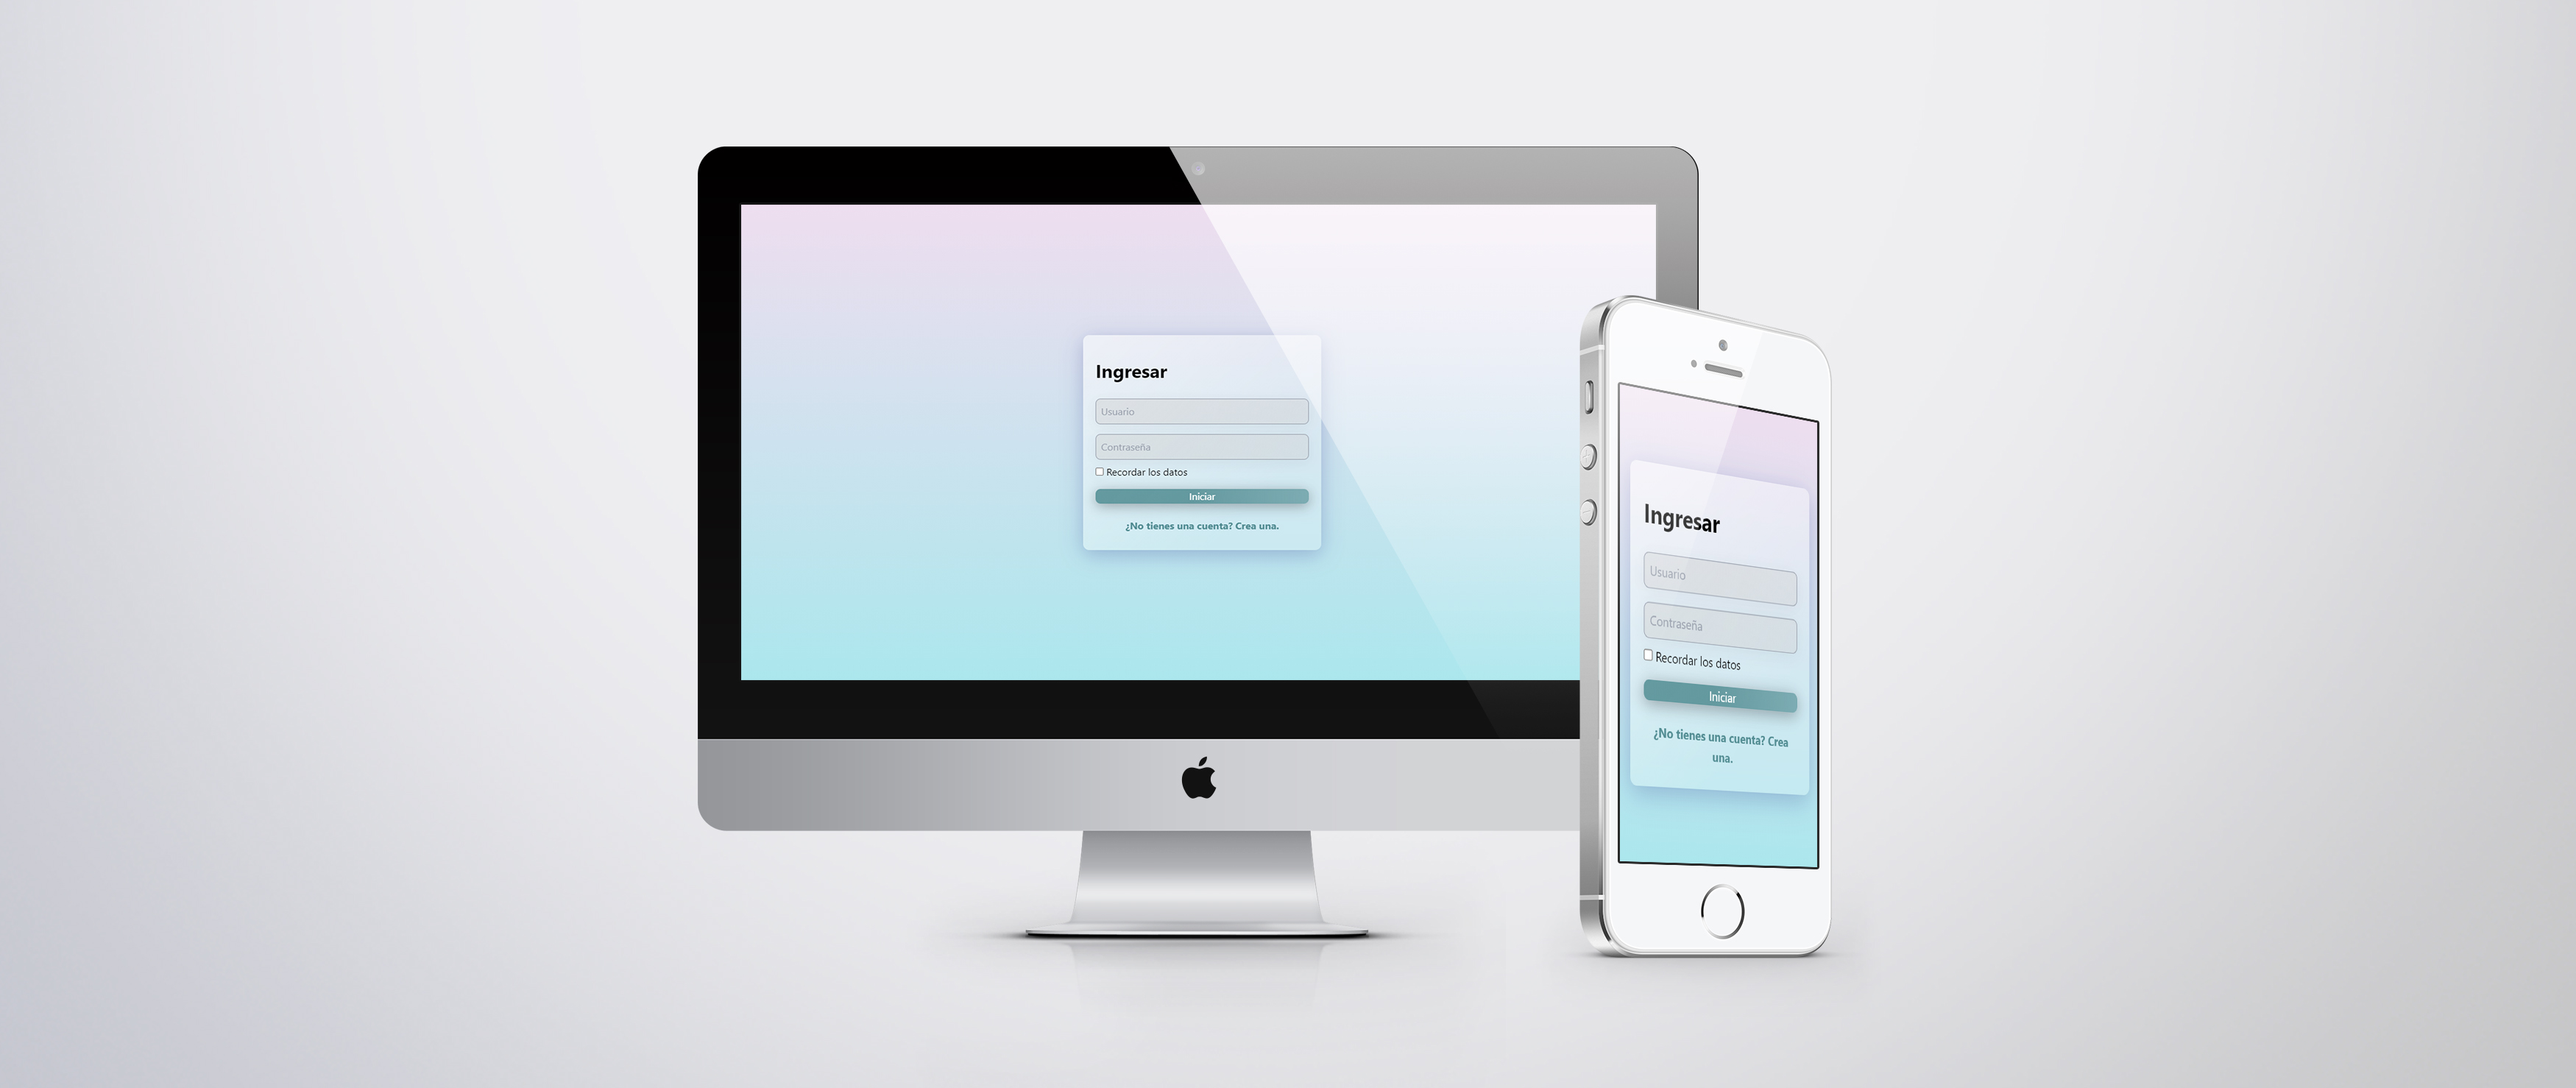 Ingresar
Usuario
Contraseña
Recordar los datos
Iniciar
¿No tienes una cuenta? Crea una.
Ingresar
Usuario
Contraseña
Recordar los datos
Iniciar
¿No tienes una cuenta? Crea
una.